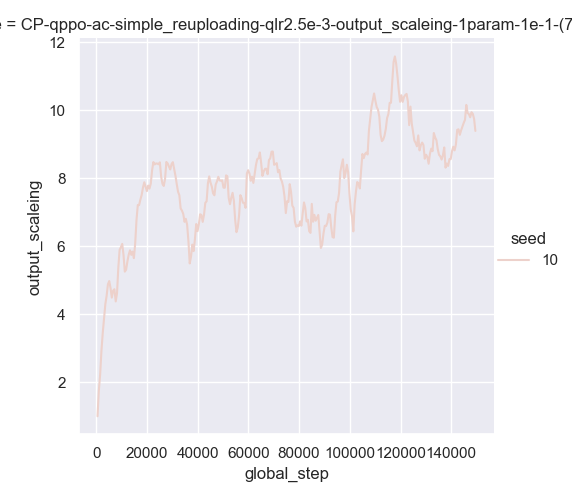 e = CP-qppo-ac-simple_reuploading-qlr2.5e-3-output_scaleing-1param-1e-1-(7
12
10
8
6
4
2
output_scaleing
seed
10
0 20000 40000 60000 80000 100000 120000 140000
global_step